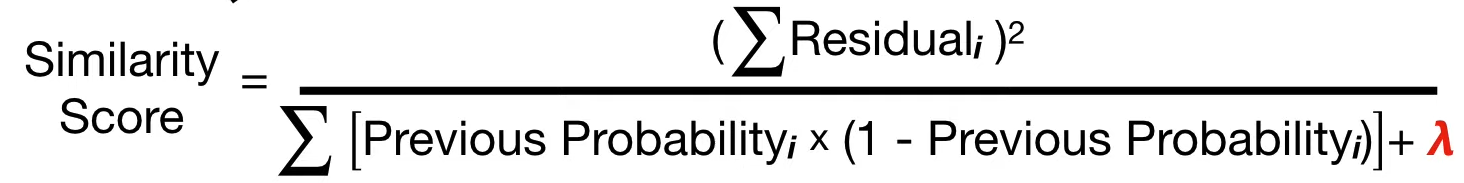 Similarity Score = (∑Residualᵢ )²
∑ [Previous Probabilityᵢ x (1 - Previous Probabilityᵢ)]+ λ